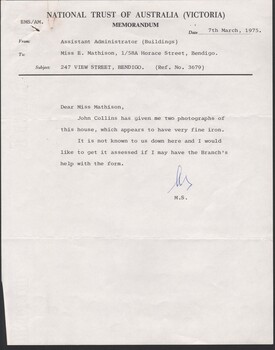 NATIONAL TRUST OF AUSTRALIA (VICTORIA)
EMS/AM.
MEMORANDUM
Date 7th March, 1975.
From: Assistant Administrator (Buildings)
To: Miss E. Mathison, 1/58A Horace Street, Bendigo.
Subject: 247 VIEW STREET, BENDIGO. (Ref. No. 3679)
Dear Miss Mathison,
John Collins has given me two photographs of
this house, which appears to have very fine iron.
It is not known to us down here and I would
like to get it assessed if I may have the Branch's
help with the form.
M.S.